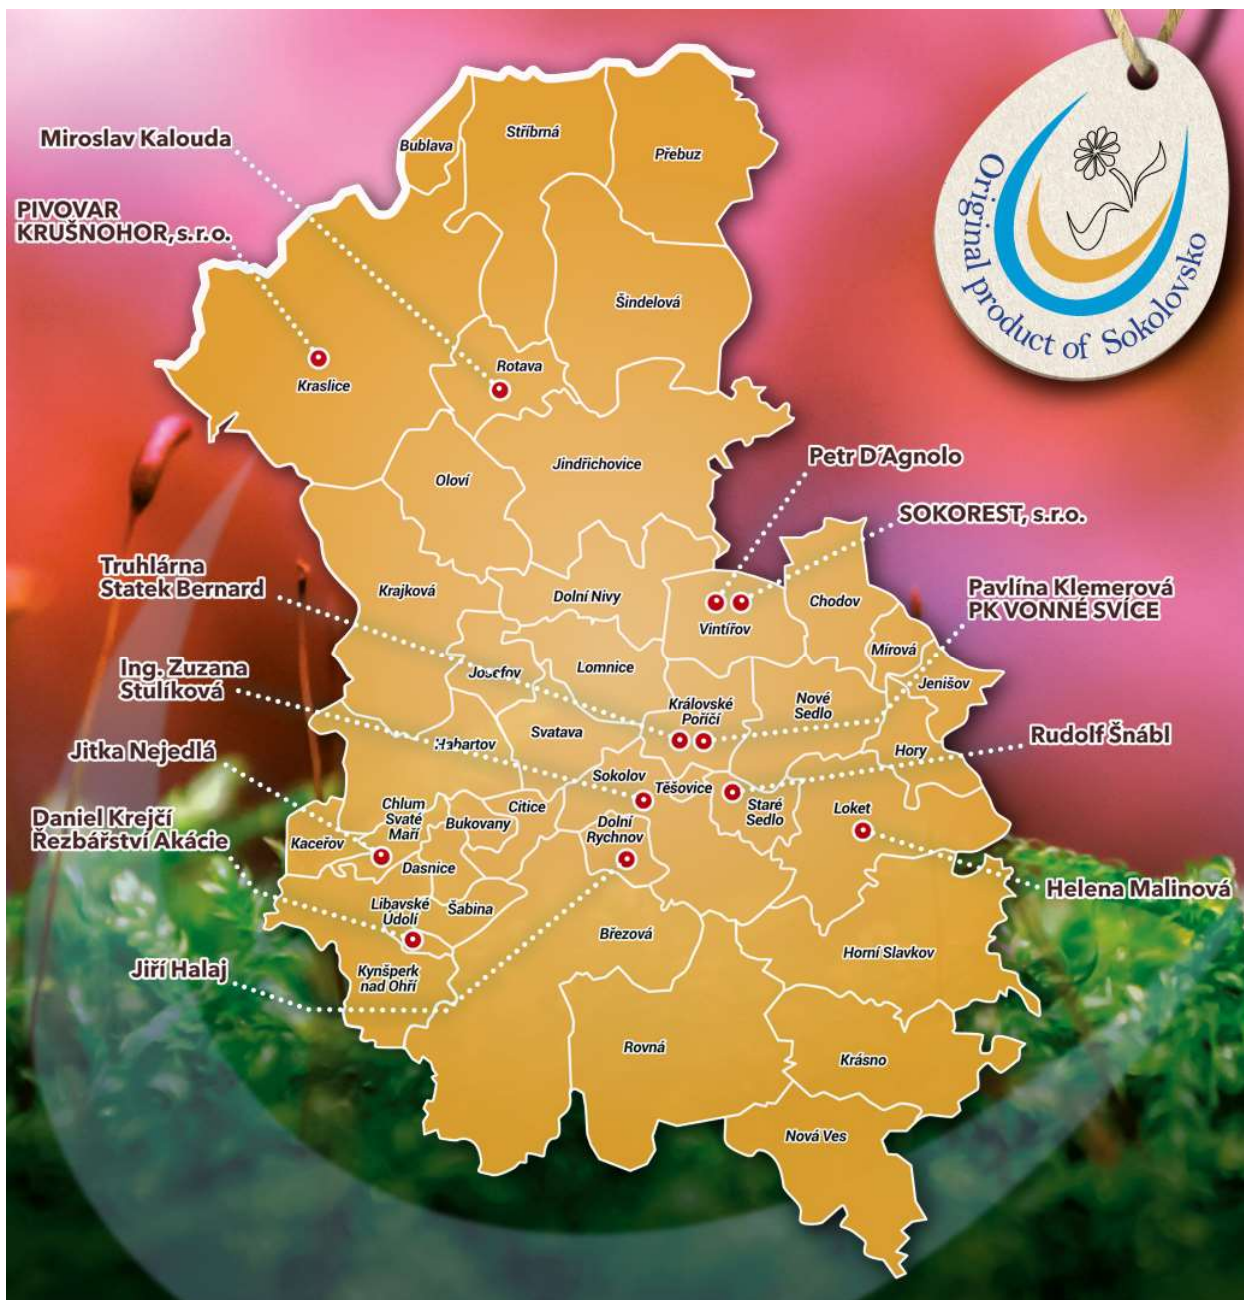 Original product of Sokolovsko
Miroslav Kalouda
PIVOVAR
KRUŠNOHOR, s.r.o.
Bublava
Stříbrná
Přebuz
Šindelová
Rotava
Kraslice
Oloví
Jindřichovice
Petr D´Agnolo
SOKOREST, s.r.o.
Truhlárna
Statek Bernard
Pavlína Klemerová
PK VONNÉ SVÍCE
Krajková
Dolní Nivy
Vintířov
Chodov
Mírová
Jenišov
Josefov
Lomnice
Ing. Zuzana
Stulíková
Královské
Poříčí
Nové
Sedlo
Habartov
Svatava
Hory
Jitka Nejedlá
Rudolf Šnábl
Sokolov
Těšovice
Staré
Sedlo
Loket
Chlum
Svaté
Maří
Bukovany
Citice
Dolní
Rychnov
Daniel Krejčí
Řezbářství Akácie
Kaceřov
Dasnice
Libavské
Údolí
Šabina
Helena Malinová
Březová
Horní Slavkov
Jiří Halaj
Kynšperk
nad Ohří
Rovná
Krásno
Nová Ves